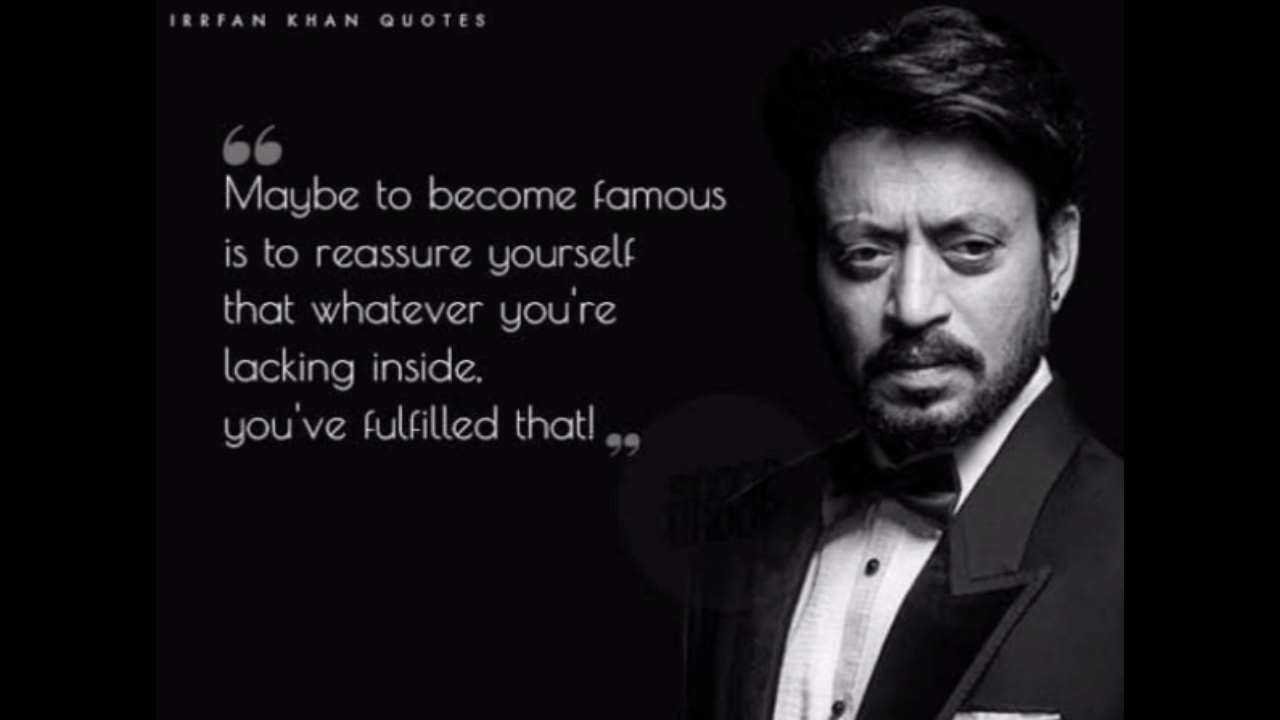 IRRFAN KHAN QUOTES
“
Maybe to become famous
is to reassure yourself
that whatever you're
lacking inside,
you've fulfilled that! ”